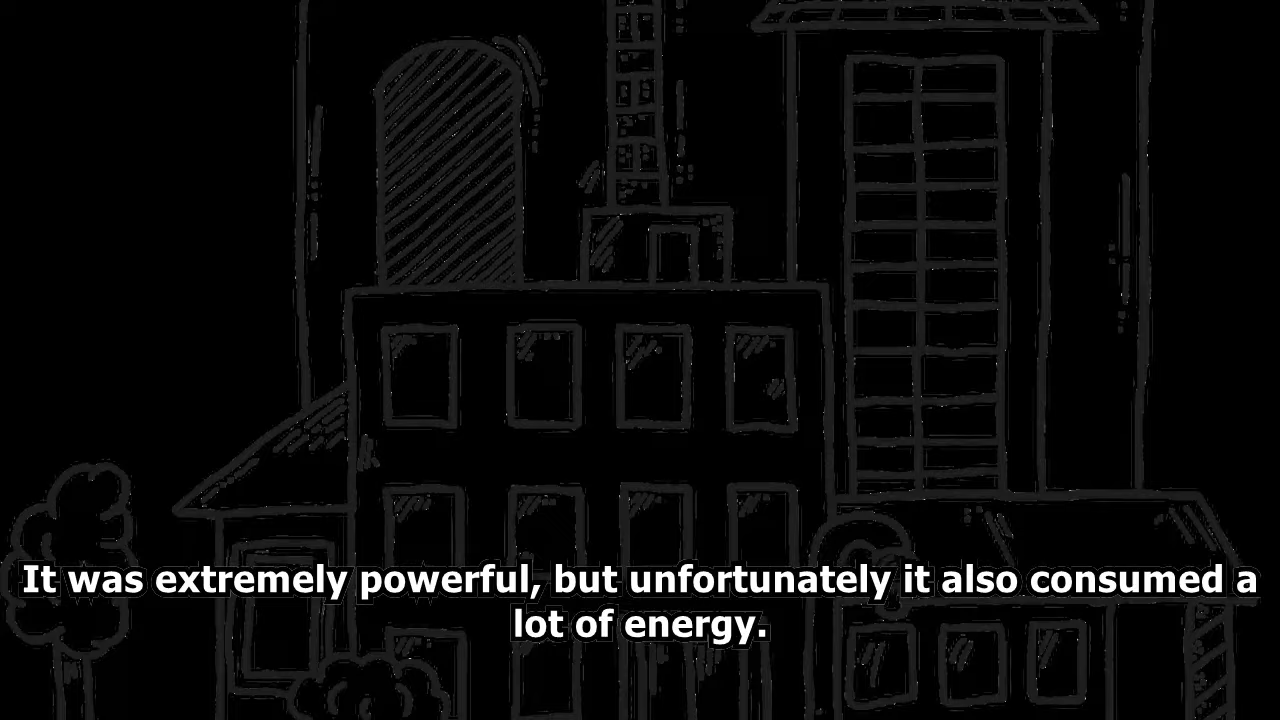 It was extremely powerful, but unfortunately it also consumed a
lot of energy.